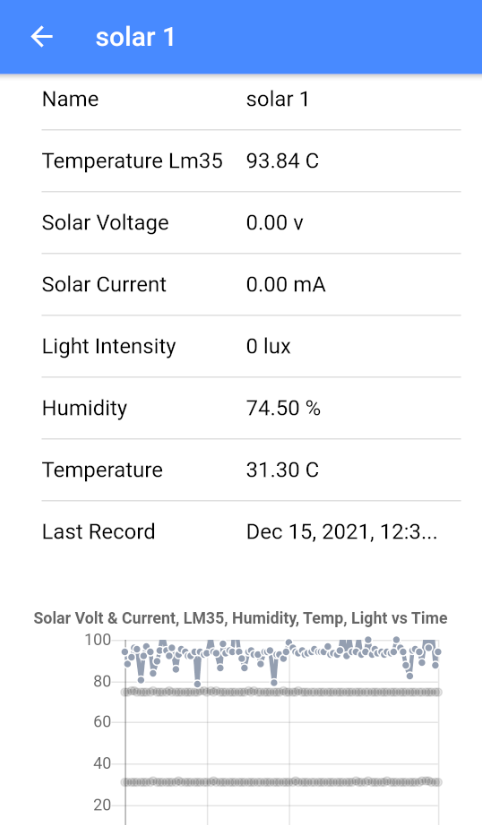 solar 1
Name solar 1
Temperature Lm35 93.84 C
Solar Voltage 0.00 v
Solar Current 0.00 mA
Light Intensity 0 lux
Humidity 74.50 %
Temperature 31.30 C
Last Record Dec 15, 2021, 12:3...
Solar Volt & Current, LM35, Humidity, Temp, Light vs Time
100
80
60
40
20